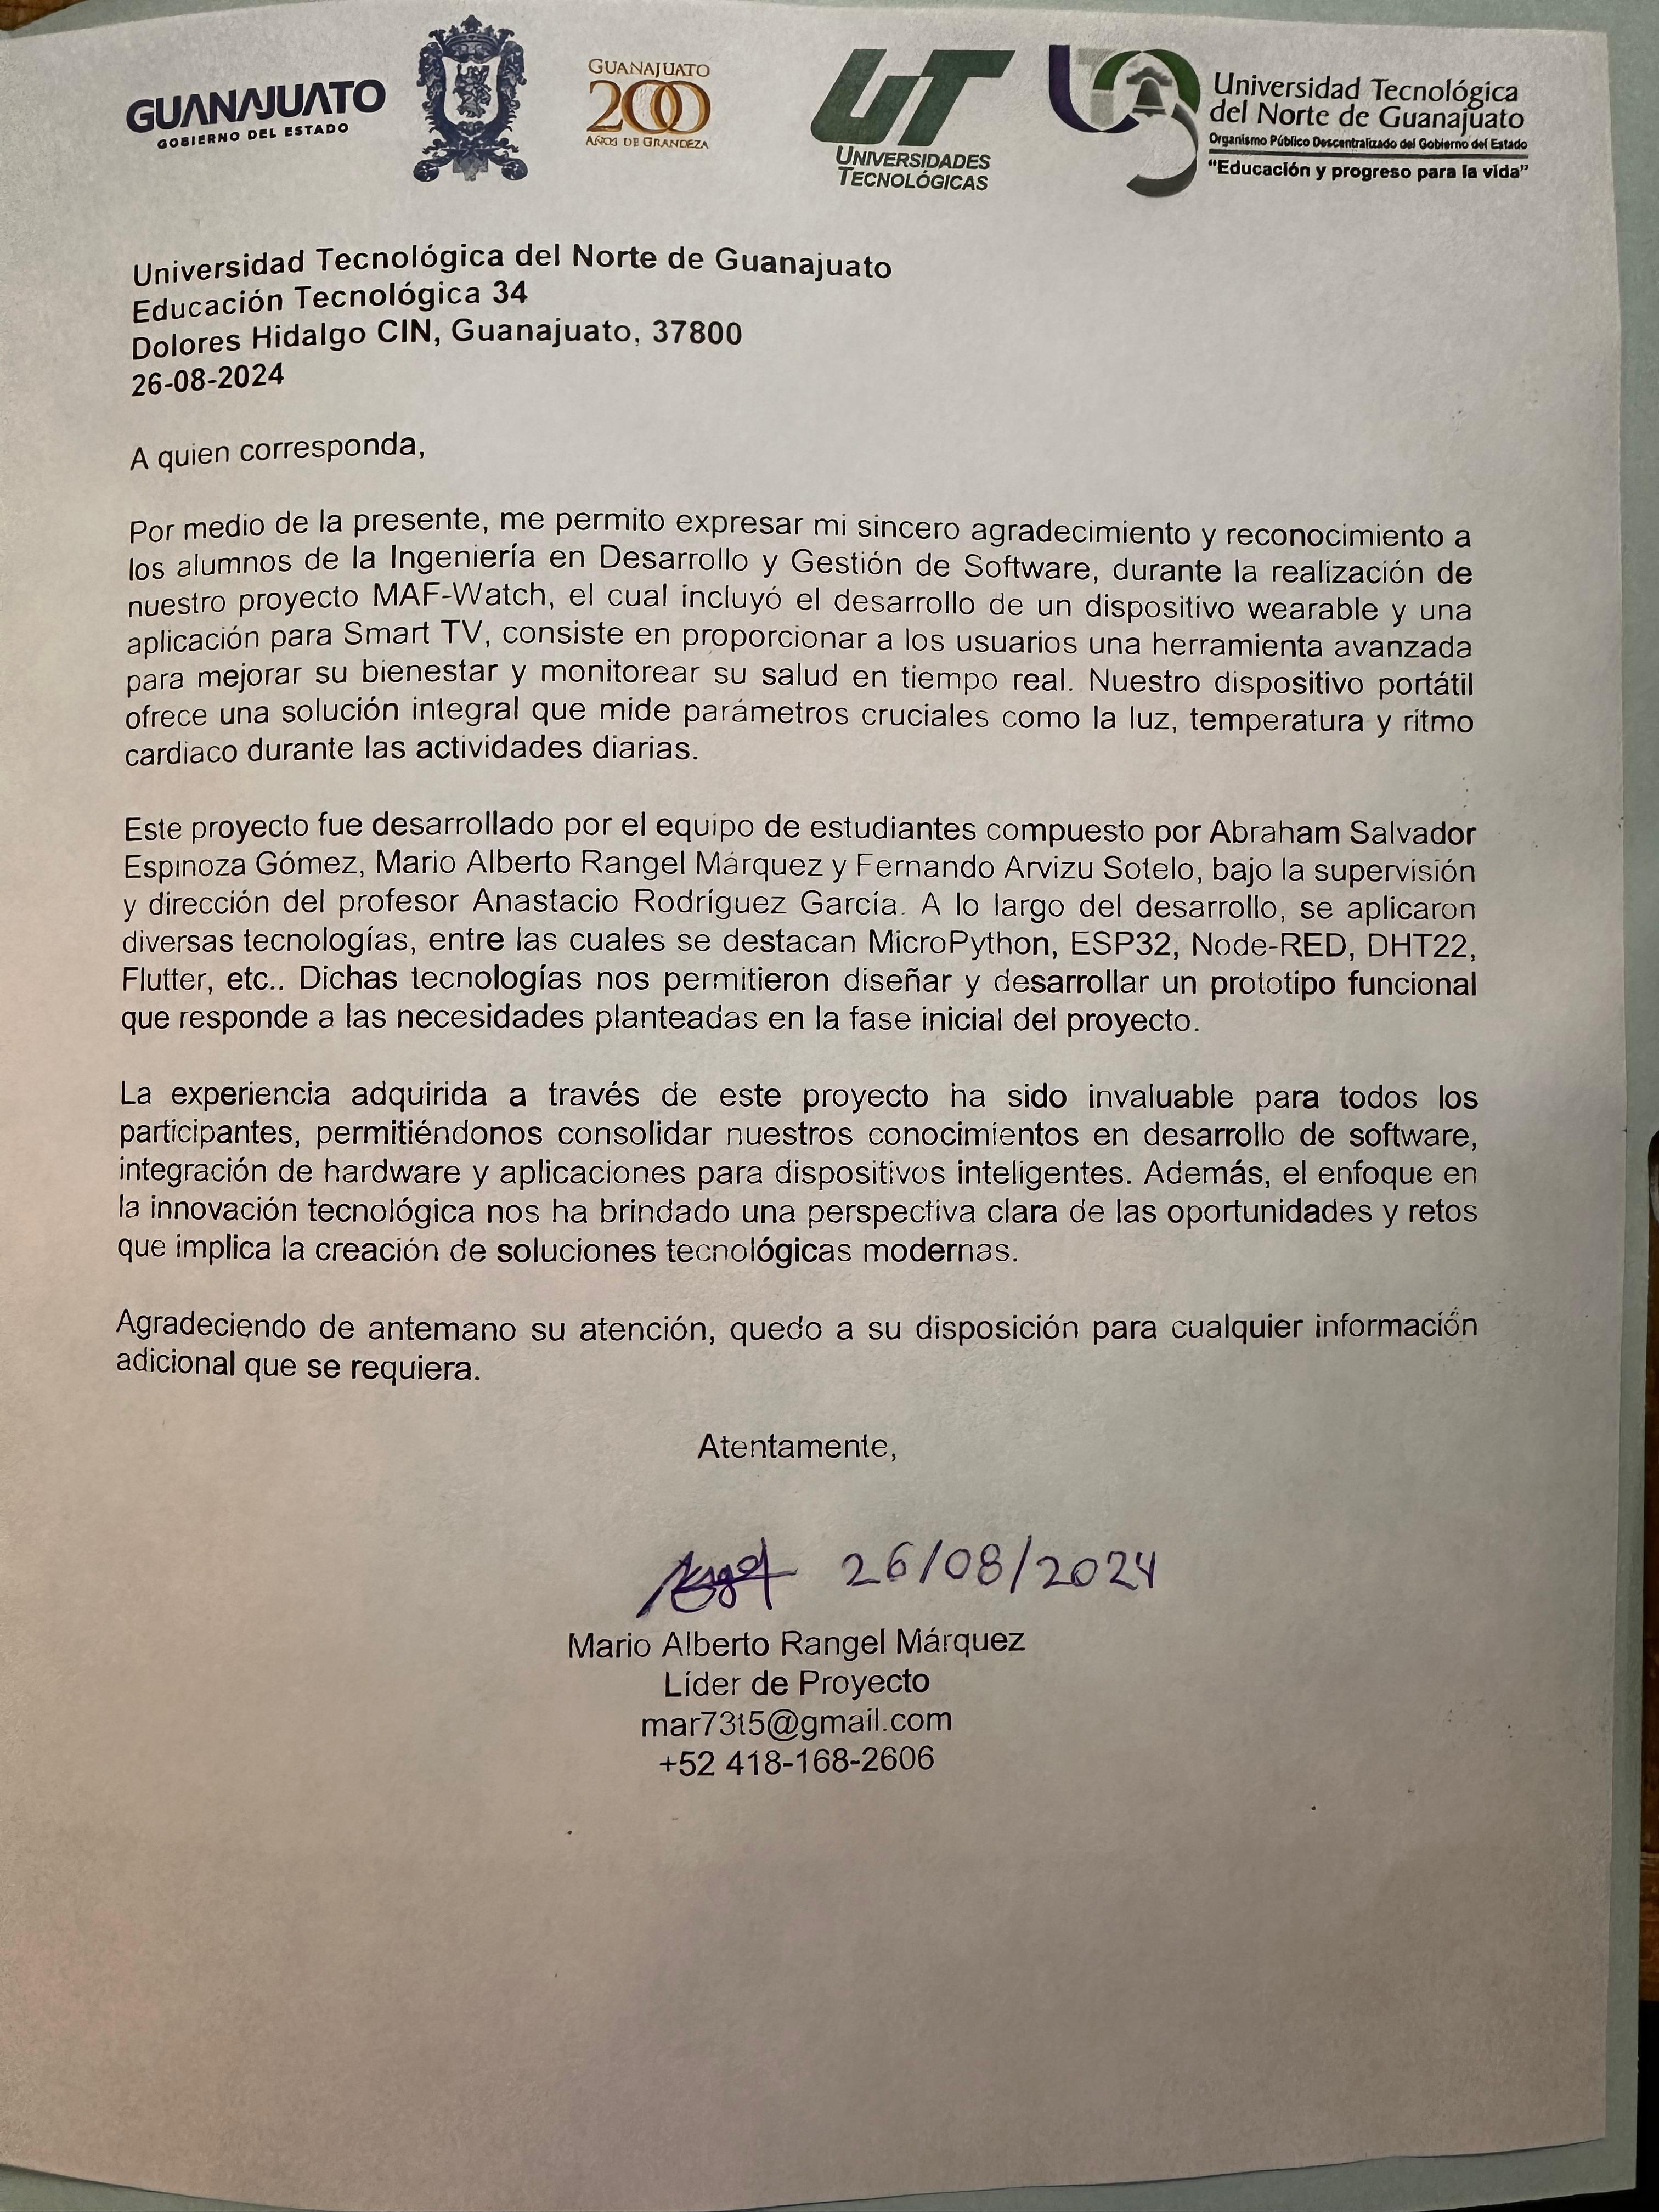 GUANAJUATO
GOBIERNO DEL ESTADO
GUANAJUATO
200
AÑOS DE GRANDEZA
UT
UNIVERSIDADES
TECNOLÓGICAS
Universidad Tecnológica
del Norte de Guanajuato
Organismo Público Descentralizado del Gobierno del Estado
"Educación y progreso para la vida"
Universidad Tecnológica del Norte de Guanajuato
Educación Tecnológica 34
Dolores Hidalgo CIN, Guanajuato, 37800
26-08-2024
A quien corresponda,
Por medio de la presente, me permito expresar mi sincero agradecimiento y reconocimiento a
los alumnos de la Ingeniería en Desarrollo y Gestión de Software, durante la realización de
nuestro proyecto MAF-Watch, el cual incluyó el desarrollo de un dispositivo wearable y una
aplicación para Smart TV, consiste en proporcionar a los usuarios una herramienta avanzada
para mejorar su bienestar y monitorear su salud en tiempo real. Nuestro dispositivo portátil
ofrece una solución integral que mide parámetros cruciales como la luz, temperatura y ritmo
cardiaco durante las actividades diarias.
Este proyecto fue desarrollado por el equipo de estudiantes compuesto por Abraham Salvador
Espinoza Gómez, Mario Alberto Rangel Márquez y Fernando Arvizu Sotelo, bajo la supervisión
y dirección del profesor Anastacio Rodríguez García. A lo largo del desarrollo, se aplicaron
diversas tecnologías, entre las cuales se destacan MicroPython, ESP32, Node-RED, DHT22,
Flutter, etc.. Dichas tecnologías nos permitieron diseñar y desarrollar un prototipo funcional
que responde a las necesidades planteadas en la fase inicial del proyecto.
La experiencia adquirida a través de este proyecto ha sido invaluable para todos los
participantes, permitiéndonos consolidar nuestros conocimientos en desarrollo de software,
integración de hardware y aplicaciones para dispositivos inteligentes. Además, el enfoque en
la innovación tecnológica nos ha brindado una perspectiva clara de las oportunidades y retos
que implica la creación de soluciones tecnológicas modernas.
Agradeciendo de antemano su atención, quedo a su disposición para cualquier información
adicional que se requiera.
Atentamente,
26/08/2024
Mario Alberto Rangel Márquez
Líder de Proyecto
mar73t5@gmail.com
+52 418-168-2606